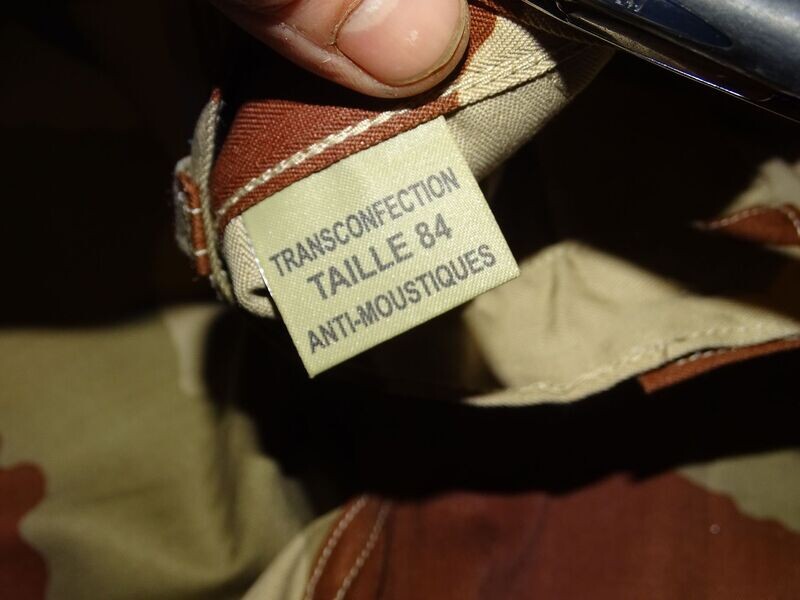 TRANSCONFECTION
TAILLE 84
ANTI-MOUSTIQUES